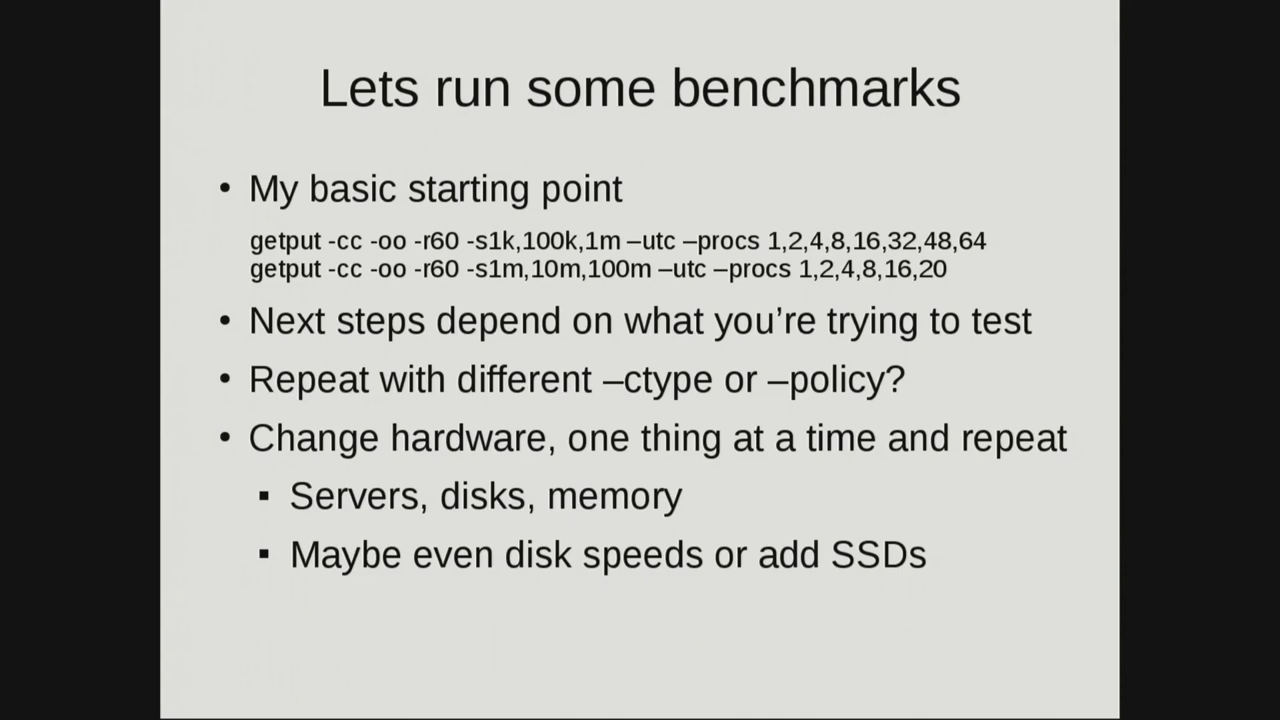 Lets run some benchmarks
• My basic starting point
getput -cc -oo -r60 -s1k,100k,1m –utc –procs 1,2,4,8,16,32,48,64
getput -cc -oo -r60 -s1m,10m,100m –utc –procs 1,2,4,8,16,20
• Next steps depend on what you’re trying to test
• Repeat with different –ctype or –policy?
• Change hardware, one thing at a time and repeat
▪ Servers, disks, memory
▪ Maybe even disk speeds or add SSDs